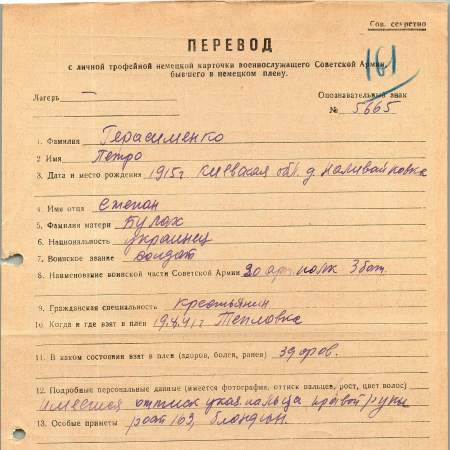 Сов. секретно
ПЕРЕВОД
с личной трофейной немецкой карточки военнослужащего Советской Армии,
бывшего в немецком плену.
161
Лагерь —
Опознавательный знак
№ 5665
1. Фамилия Герасименко
2 Имя Петро
3. Дата и место рождения 1915г Киевская обл. д. Наливайковка
4. Имя отца Степан
5. Фамилия матери Кулак
6. Национальность украинец
7. Воинское звание солдат
8. Наименование воинской части Советской Армии 20 арт. полк 3 бат.
9. Гражданская специальность крестьянин
10. Когда и где взят в плен 19.8.41г Тепловка
11. В каком состоянии взят в плен (здоров, болен, ранен) здоров.
12. Подробные персональные данные (имеется фотография, оттиск пальцев, рост, цвет волос)
имеется оттиск указ. пальца правой руки
13. Особые приметы рост 163, блондин.